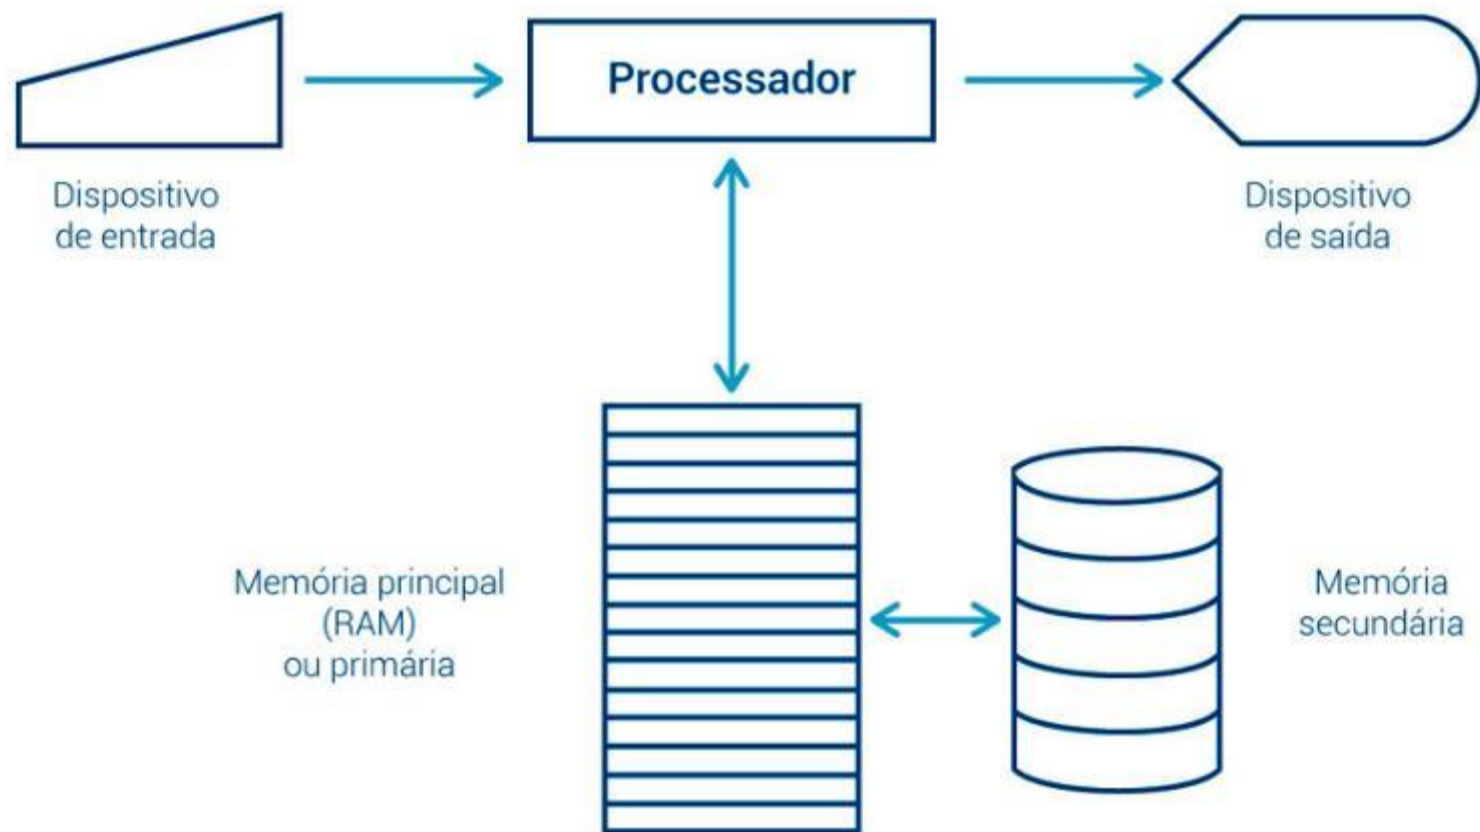 Processador
Dispositivo
de entrada
Dispositivo
de saída
Memória principal
(RAM)
ou primária
Memória
secundária